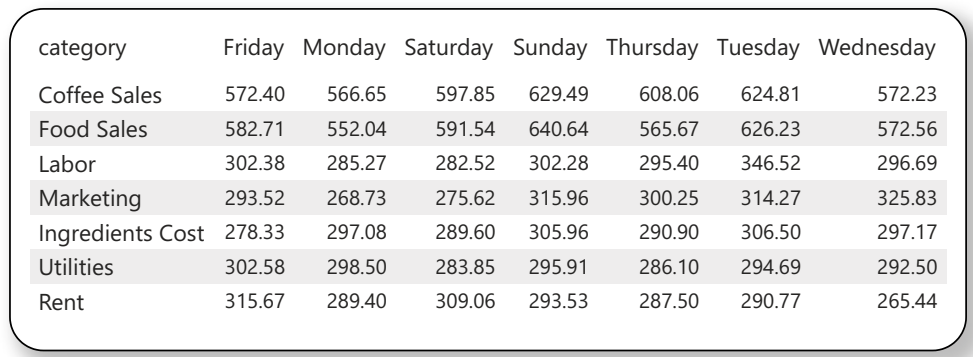 category Friday Monday Saturday Sunday Thursday Tuesday Wednesday
Coffee Sales 572.40 566.65 597.85 629.49 608.06 624.81 572.23
Food Sales 582.71 552.04 591.54 640.64 565.67 626.23 572.56
Labor 302.38 285.27 282.52 302.28 295.40 346.52 296.69
Marketing 293.52 268.73 275.62 315.96 300.25 314.27 325.83
Ingredients Cost 278.33 297.08 289.60 305.96 290.90 306.50 297.17
Utilities 302.58 298.50 283.85 295.91 286.10 294.69 292.50
Rent 315.67 289.40 309.06 293.53 287.50 290.77 265.44